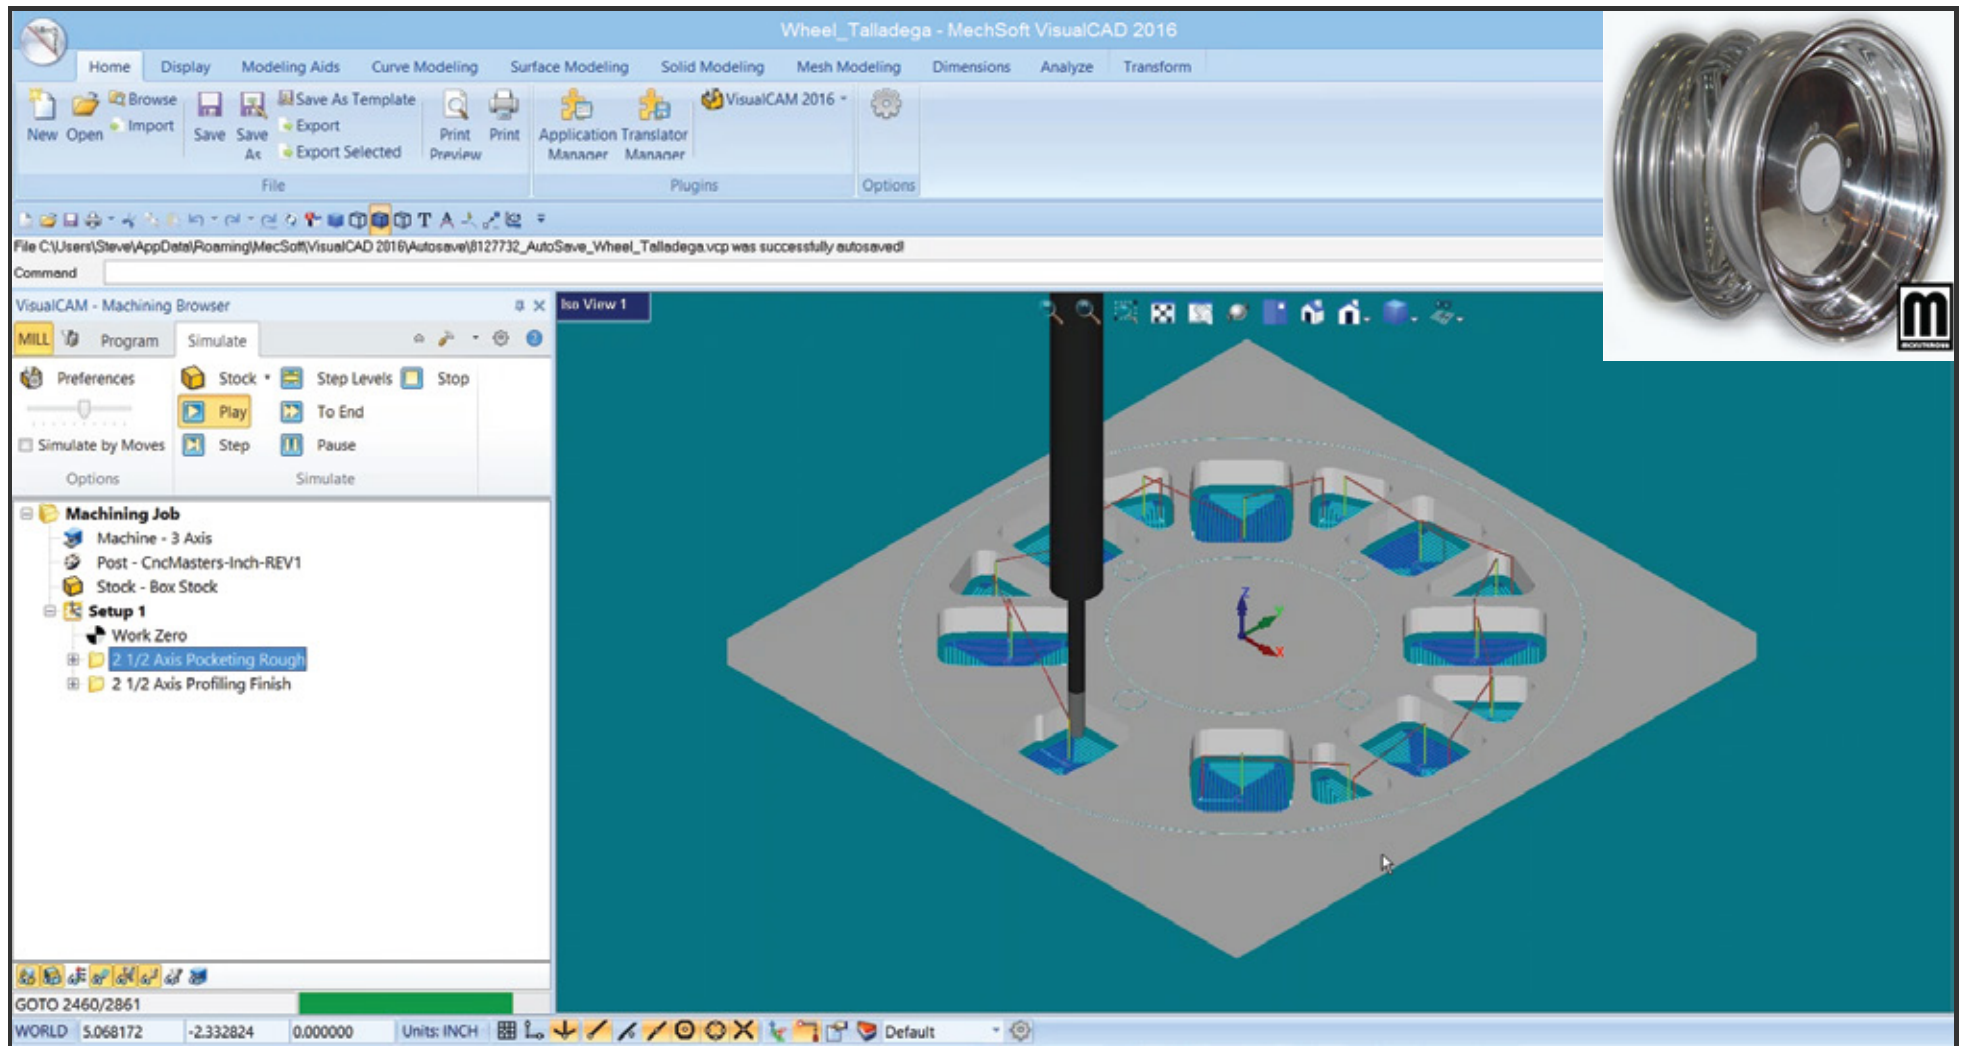 Wheel_Talladega - MechSoft VisualCAD 2016
Home Display Modeling Aids Curve Modeling Surface Modeling Solid Modeling Mesh Modeling Dimensions Analyze Transform
New Open Browse Import Save Save As Save As Template Export Export Selected Print Preview Print Application Manager Translator Manager VisualCAM 2016
File Plugins Options
File C:\Users\Steve\AppData\Roaming\MecSoft\VisualCAD 2016\Autosave\8127732_AutoSave_Wheel_Talladega.vcp was successfully autosaved!
Command
VisualCAM - Machining Browser
Iso View 1
MILL Program Simulate
Preferences Stock Step Levels Stop
Play To End
Simulate by Moves Step Pause
Options Simulate
Machining Job
Machine - 3 Axis
Post - CncMasters-Inch-REV1
Stock - Box Stock
Setup 1
Work Zero
2 1/2 Axis Pocketing Rough
2 1/2 Axis Profiling Finish
Z
Y
X
M
GOTO 2460/2861
WORLD 5.068172 -2.332824 0.000000 Units: INCH Default